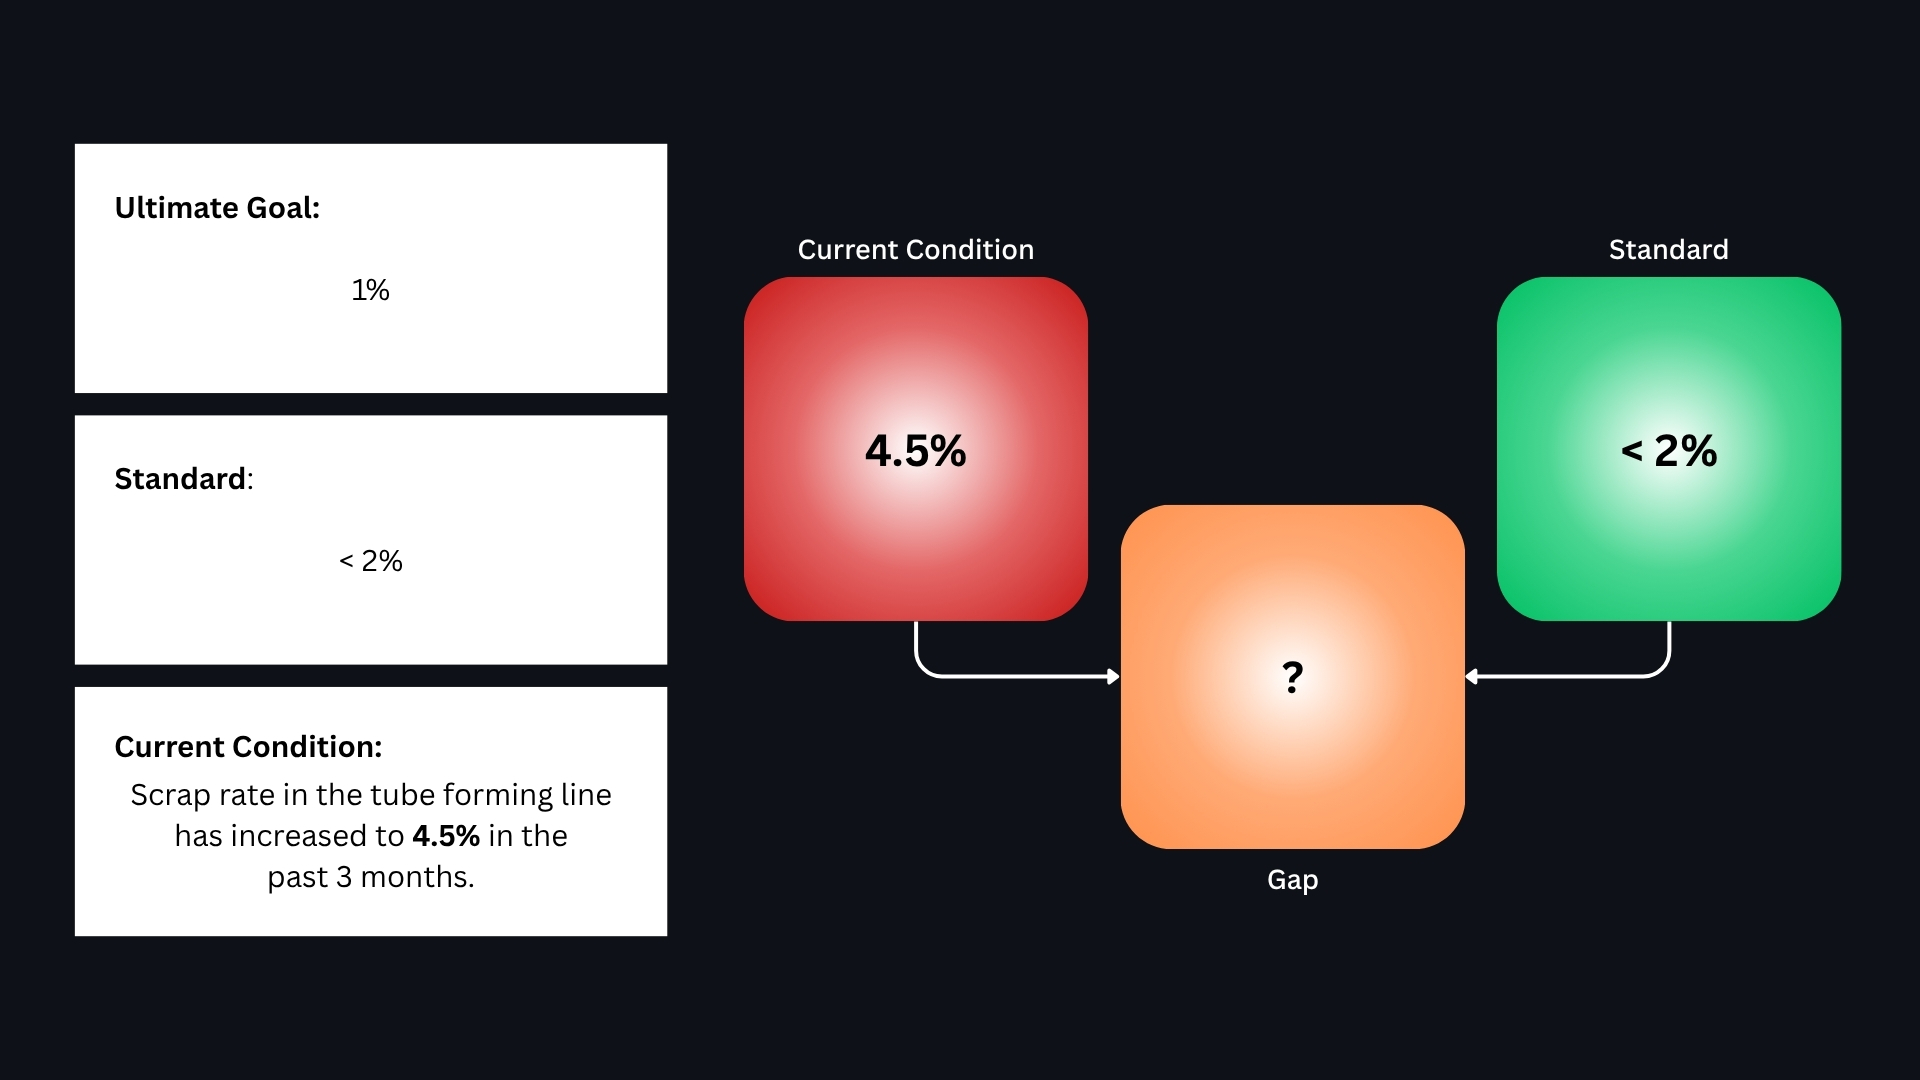 Ultimate Goal:
1%
Standard:
< 2%
Current Condition:
Scrap rate in the tube forming line
has increased to 4.5% in the
past 3 months.
Current Condition
4.5%
Standard
< 2%
?
Gap